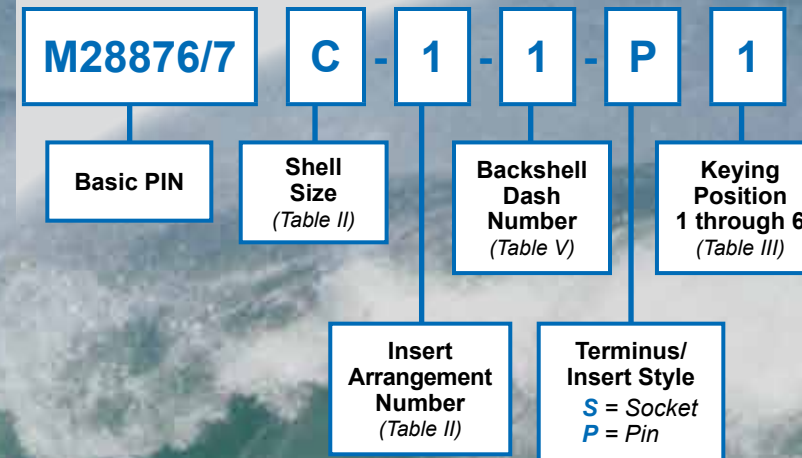 M28876/7 C - 1 - 1 - P 1
Basic PIN
Shell
Size
(Table II)
Backshell
Dash
Number
(Table V)
Keying
Position
1 through 6
(Table III)
Insert
Arrangement
Number
(Table II)
Terminus/
Insert Style
S = Socket
P = Pin